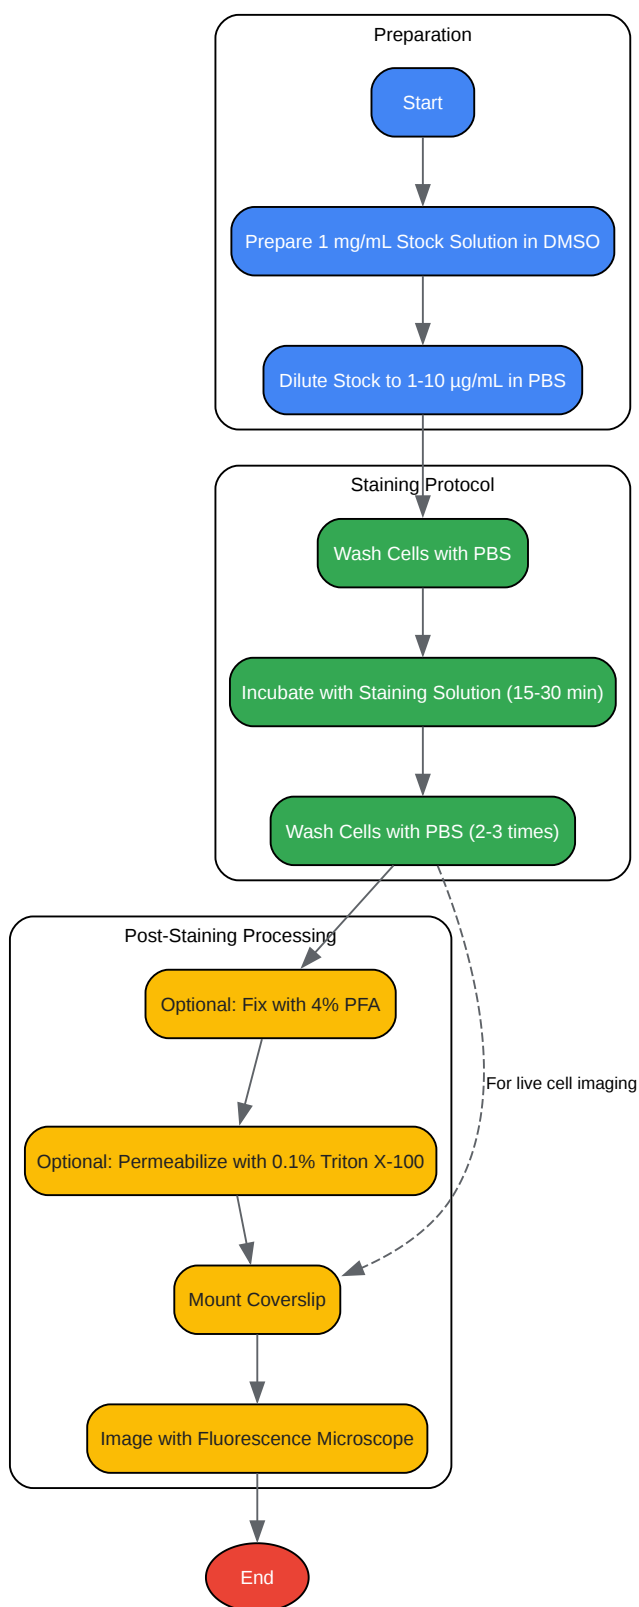 Preparation
Start
Prepare 1 mg/mL Stock Solution in DMSO
Dilute Stock to 1-10 µg/mL in PBS
Staining Protocol
Wash Cells with PBS
Incubate with Staining Solution (15-30 min)
Wash Cells with PBS (2-3 times)
Post-Staining Processing
Optional: Fix with 4% PFA
For live cell imaging
Optional: Permeabilize with 0.1% Triton X-100
Mount Coverslip
Image with Fluorescence Microscope
End